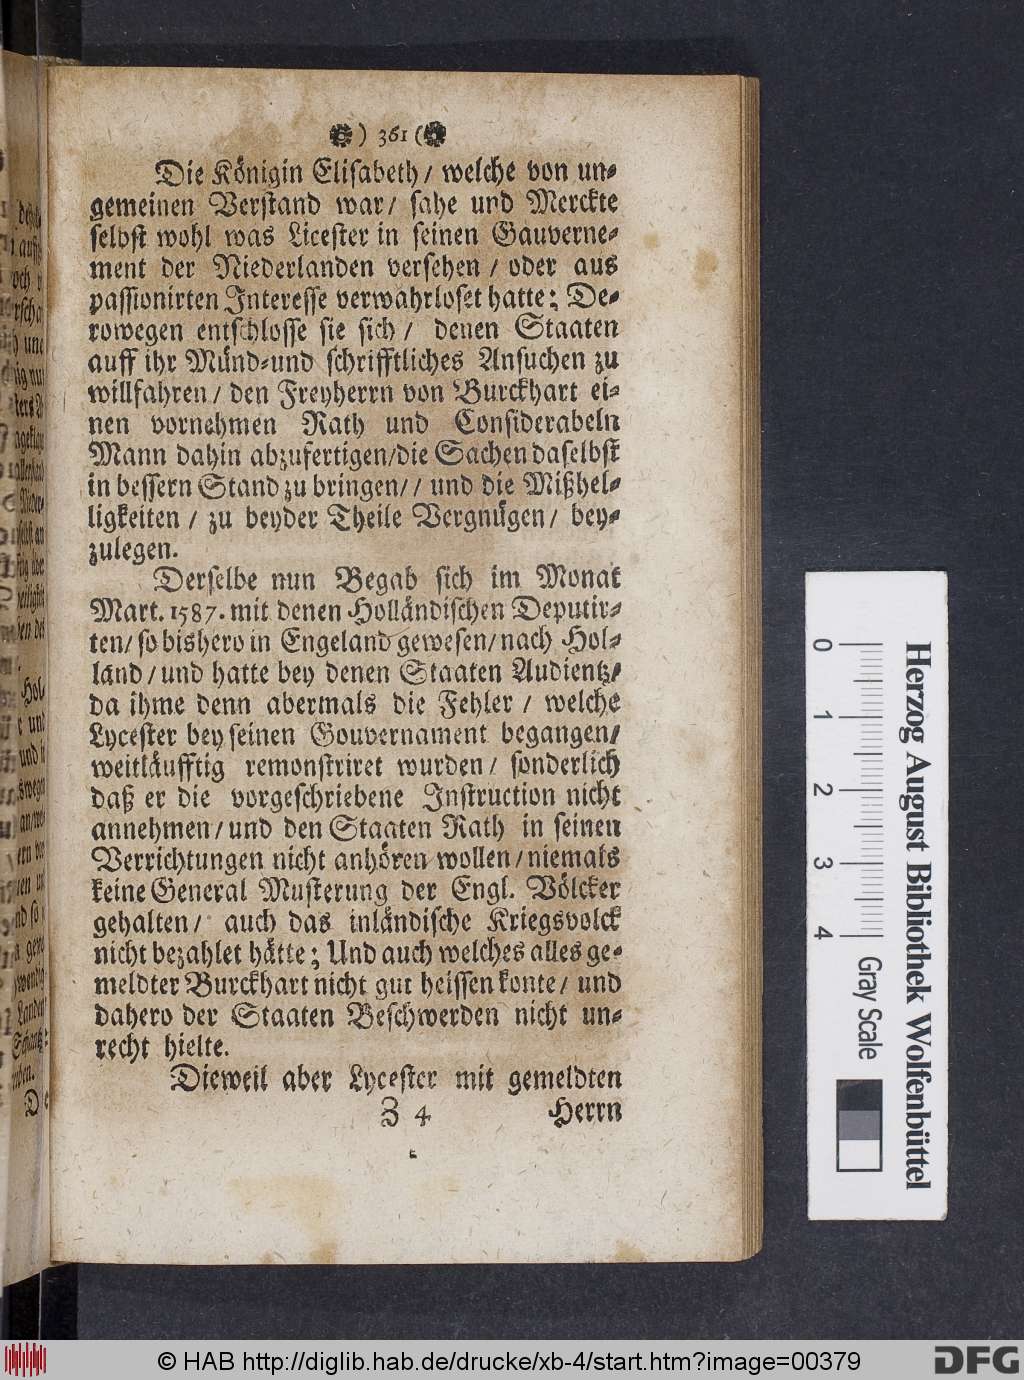 ) 361 (
Die Königin Elisabeth / welche von un-
gemeinen Verstand war / sahe und Merckte
selbst wohl was Licester in seinen Gauverne-
ment der Niederlanden versehen / oder aus
passionirten Interesse verwahrloset hatte; De-
rowegen entschlosse sie sich / denen Staaten
auff ihr Münd-und schrifftliches Ansuchen zu
willfahren / den Freyherrn von Burckhart ei-
nen vornehmen Rath und Considerabeln
Mann dahin abzufertigen/die Sachen daselbst
in bessern Stand zu bringen/ / und die Mißhel-
ligkeiten / zu beyder Theile Vergnügen / bey-
zulegen.
Derselbe nun Begab sich im Monat
Mart. 1587. mit denen Holländischen Deputir-
ten/ so bishero in Engeland gewesen/ nach Hol-
land / und hatte bey denen Staaten Audientz/
da ihme denn abermals die Fehler / welche
Lycester bey seinen Gouvernament begangen/
weitläufftig remonstriret wurden / sonderlich
daß er die vorgeschriebene Instruction nicht
annehmen / und den Staaten Rath in seinen
Verrichtungen nicht anhören wollen / niemals
keine General Musterung der Engl. Völcker
gehalten / auch das inländische Kriegsvolck
nicht bezahlet hätte; Und auch welches alles ge-
meldter Burckhart nicht gut heissen konte / und
dahero der Staaten Beschwerden nicht un-
recht hielte.
Dieweil aber Lycester mit gemeldten
Z 4 Herrn
0 1 2 3 4
Herzog August Bibliothek Wolfenbüttel
Gray Scale
© HAB http://diglib.hab.de/drucke/xb-4/start.htm?image=00379
DFG